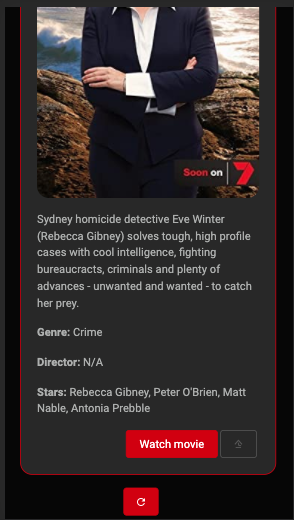 Soon on 7
Sydney homicide detective Eve Winter
(Rebecca Gibney) solves tough, high profile
cases with cool intelligence, fighting
bureaucracts, criminals and plenty of
advances - unwanted and wanted - to catch
her prey.
Genre: Crime
Director: N/A
Stars: Rebecca Gibney, Peter O'Brien, Matt
Nable, Antonia Prebble
Watch movie